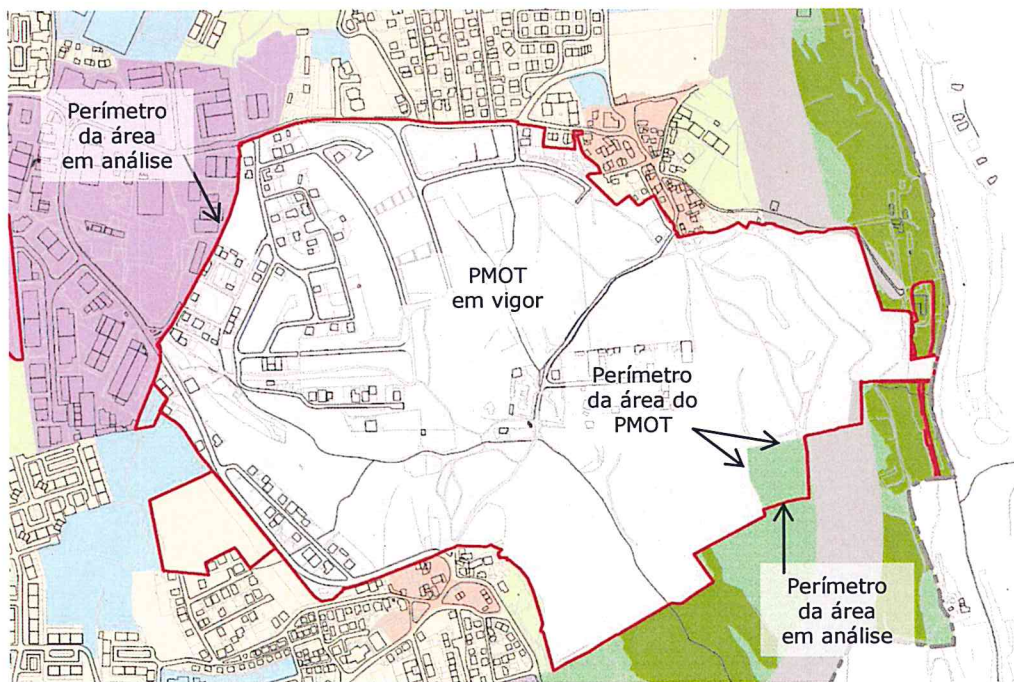 Perímetro
da área
em análise
PMOT
em vigor
Perímetro
da área do
PMOT
Perímetro
da área
em análise